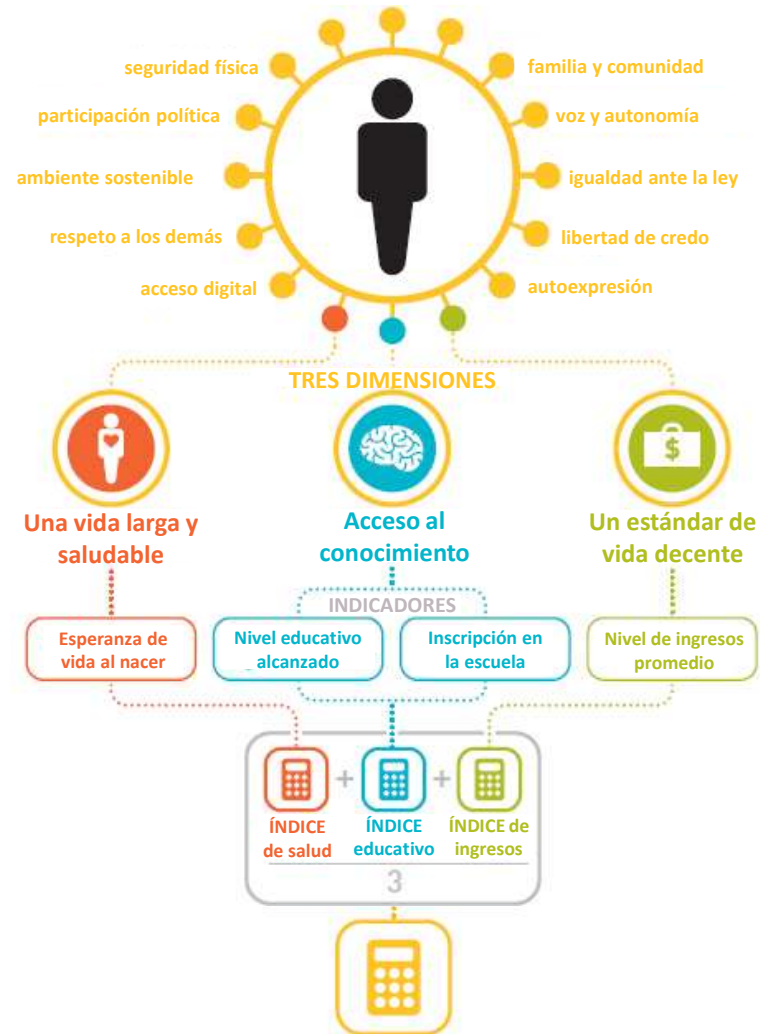 seguridad física
familia y comunidad
participación política
voz y autonomía
ambiente sostenible
igualdad ante la ley
respeto a los demás
libertad de credo
acceso digital
autoexpresión
TRES DIMENSIONES
$
Una vida larga y
saludable
Acceso al
conocimiento
Un estándar de
vida decente
INDICADORES
Esperanza de
vida al nacer
Nivel educativo
alcanzado
Inscripción en
la escuela
Nivel de ingresos
promedio
+
+
ÍNDICE
de salud
ÍNDICE
educativo
ÍNDICE de
ingresos
3